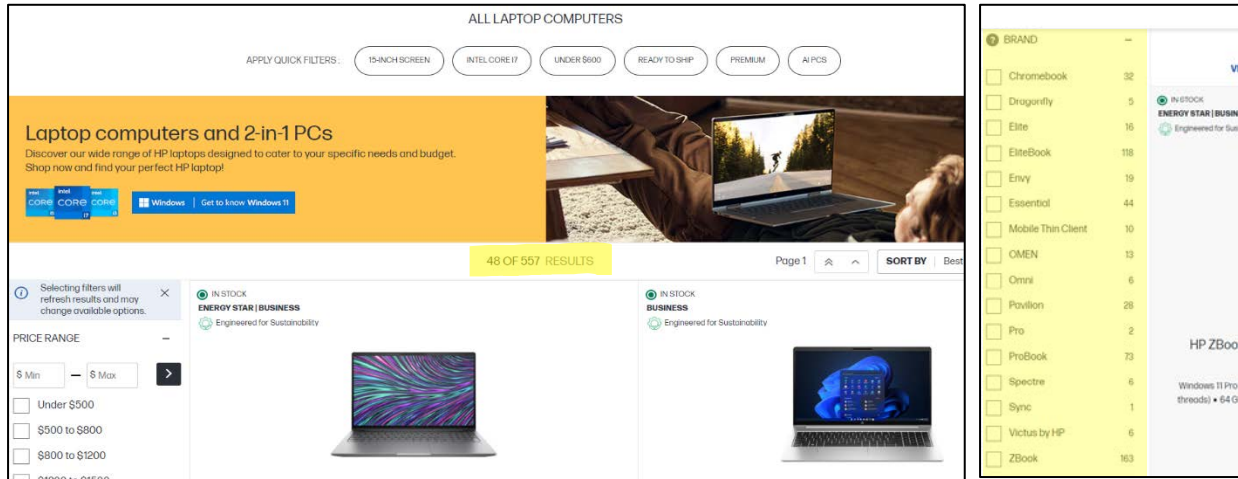 ALL LAPTOP COMPUTERS
APPLY QUICK FILTERS :
15-INCH SCREEN
INTEL CORE I7
UNDER $600
READY TO SHIP
PREMIUM
AI PCS
Laptop computers and 2-in-1 PCs
Discover our wide range of HP laptops designed to cater to your specific needs and budget.
Shop now and find your perfect HP laptop!
intel
CORE
intel
CORE
i7
CORE
Windows | Get to know Windows 11
48 OF 557 RESULTS
Page 1
SORT BY | Best
Selecting filters will
refresh results and may
change available options.
PRICE RANGE
$ Min — $ Max
Under $500
$500 to $800
$800 to $1200
IN STOCK
ENERGY STAR | BUSINESS
Engineered for Sustainability
IN STOCK
BUSINESS
Engineered for Sustainability
BRAND
Chromebook 32
Dragonfly 5
Elite 16
EliteBook 118
Envy 19
Essential 44
Mobile Thin Client 10
OMEN 13
Omni 6
Pavilion 28
Pro 2
ProBook 73
Spectre 6
Sync 1
Victus by HP 6
ZBook 163
IN STOCK
ENERGY STAR | BUSIN
Engineered for Sus
HP ZBoo
Windows 11 Pro
threads) • 64 G